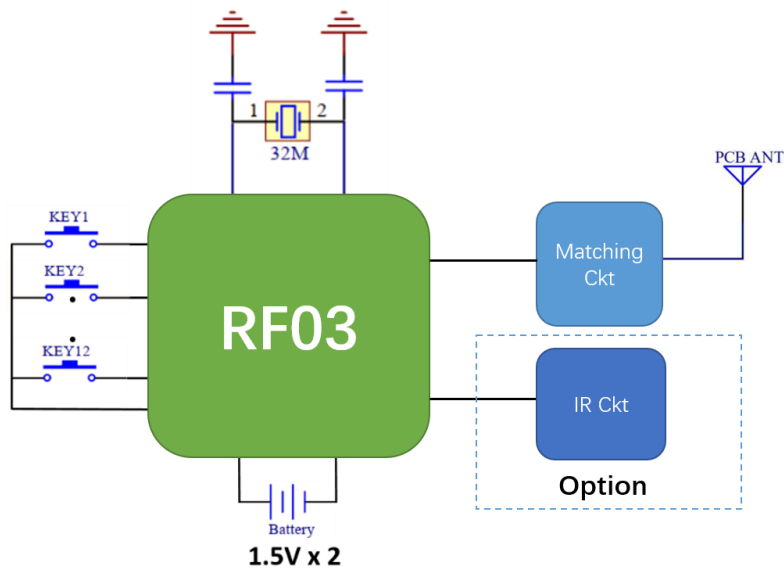 1
2
32M
PCB ANT
KEY1
KEY2
KEY12
RF03
Matching
Ckt
IR Ckt
Option
Battery
1.5V x 2